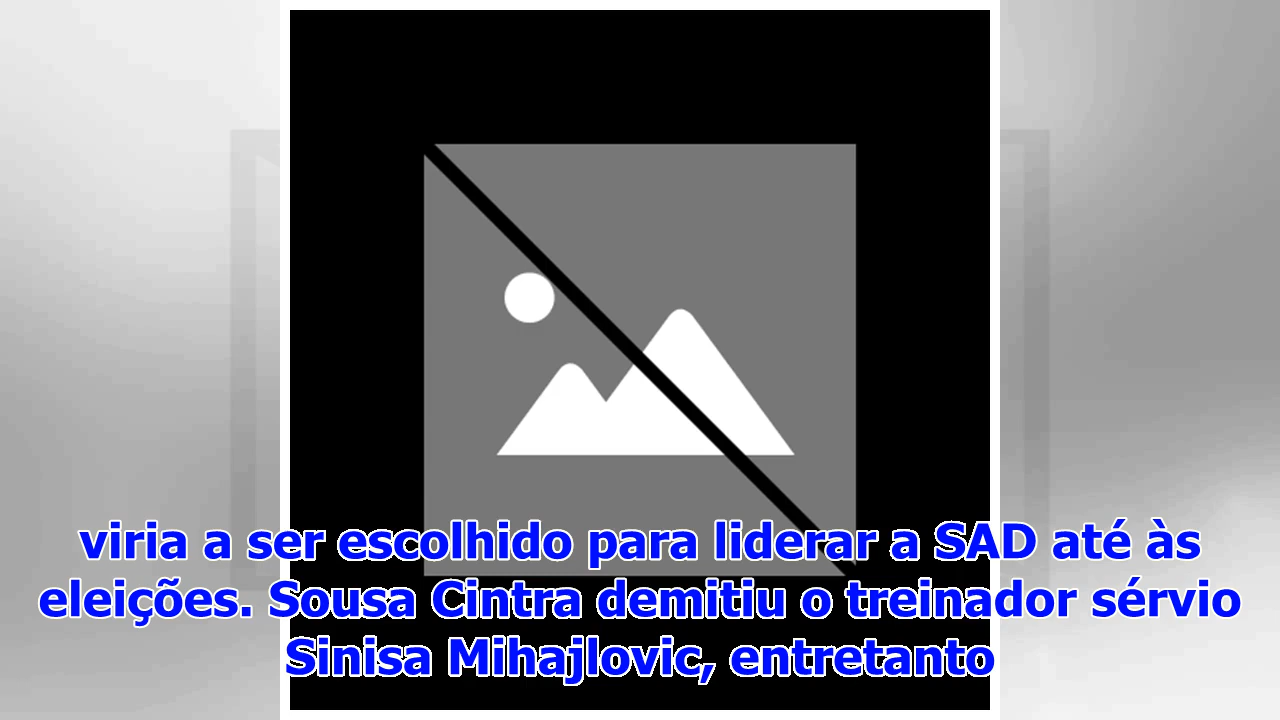 viria a ser escolhido para liderar a SAD até às
eleições. Sousa Cintra demitiu o treinador sérvio
Sinisa Mihajlovic, entretanto